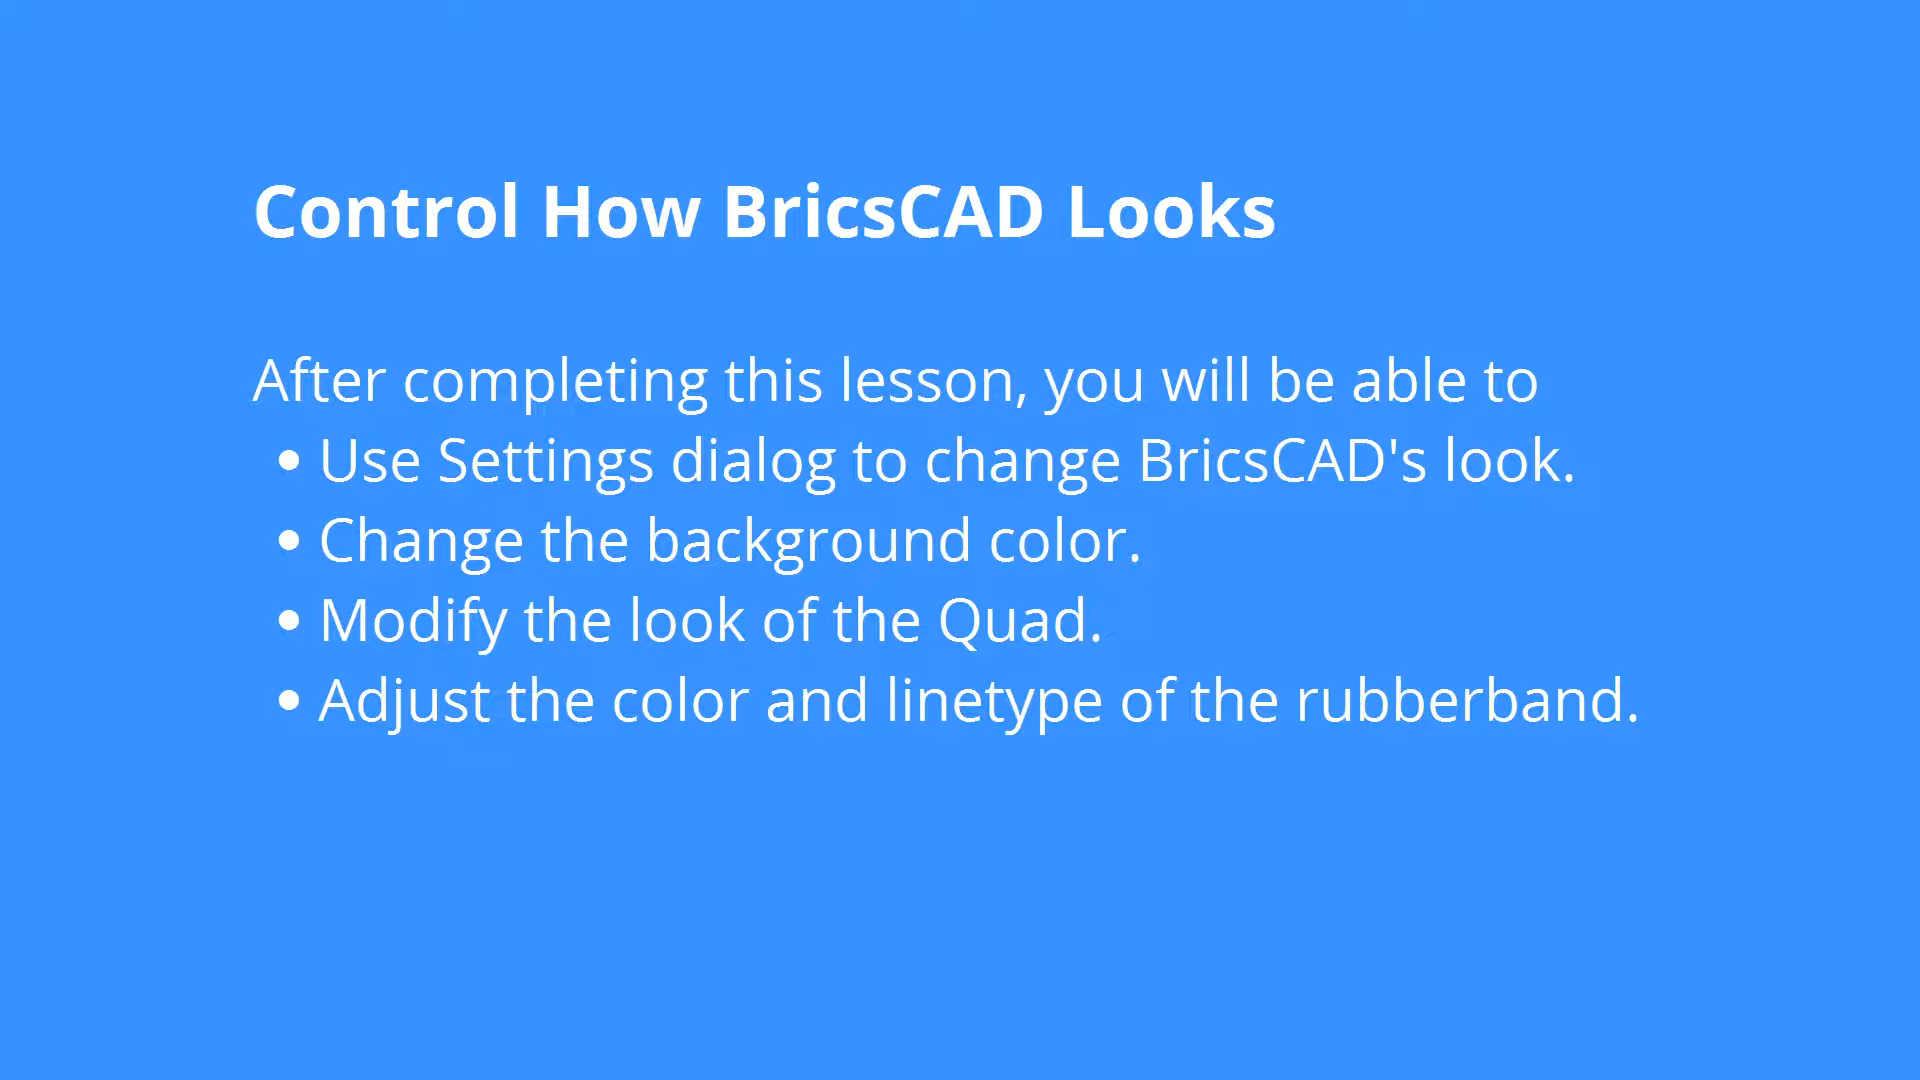 Control How BricsCAD Looks
After completing this lesson, you will be able to
• Use Settings dialog to change BricsCAD's look.
• Change the background color.
• Modify the look of the Quad.
• Adjust the color and linetype of the rubberband.